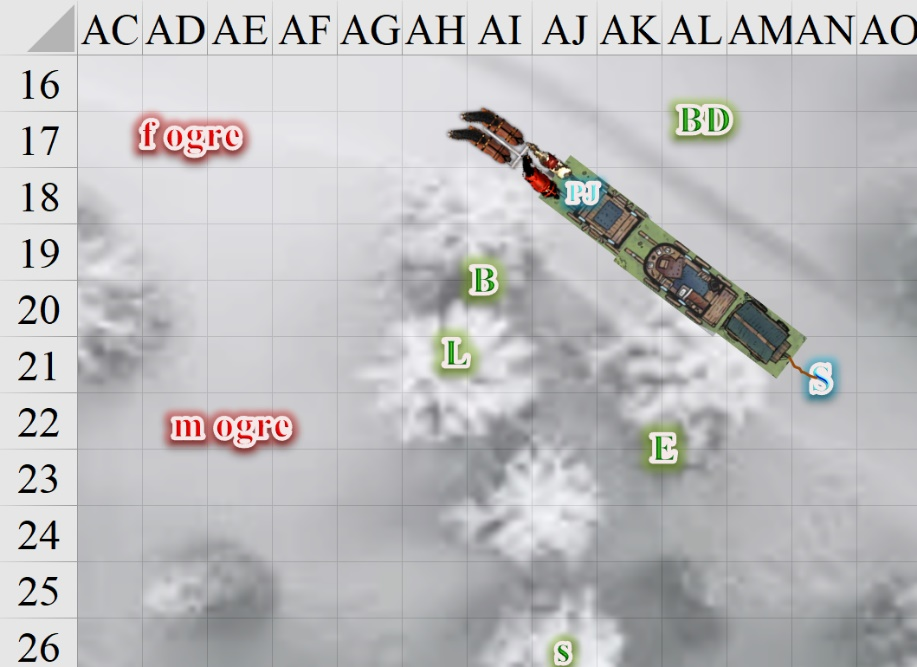 AC AD AE AF AG AH AI AJ AK AL AM AN AO
16
17
f ogre
BD
18
PJ
19
B
20
L
21
S
22
m ogre
E
23
24
25
26
s